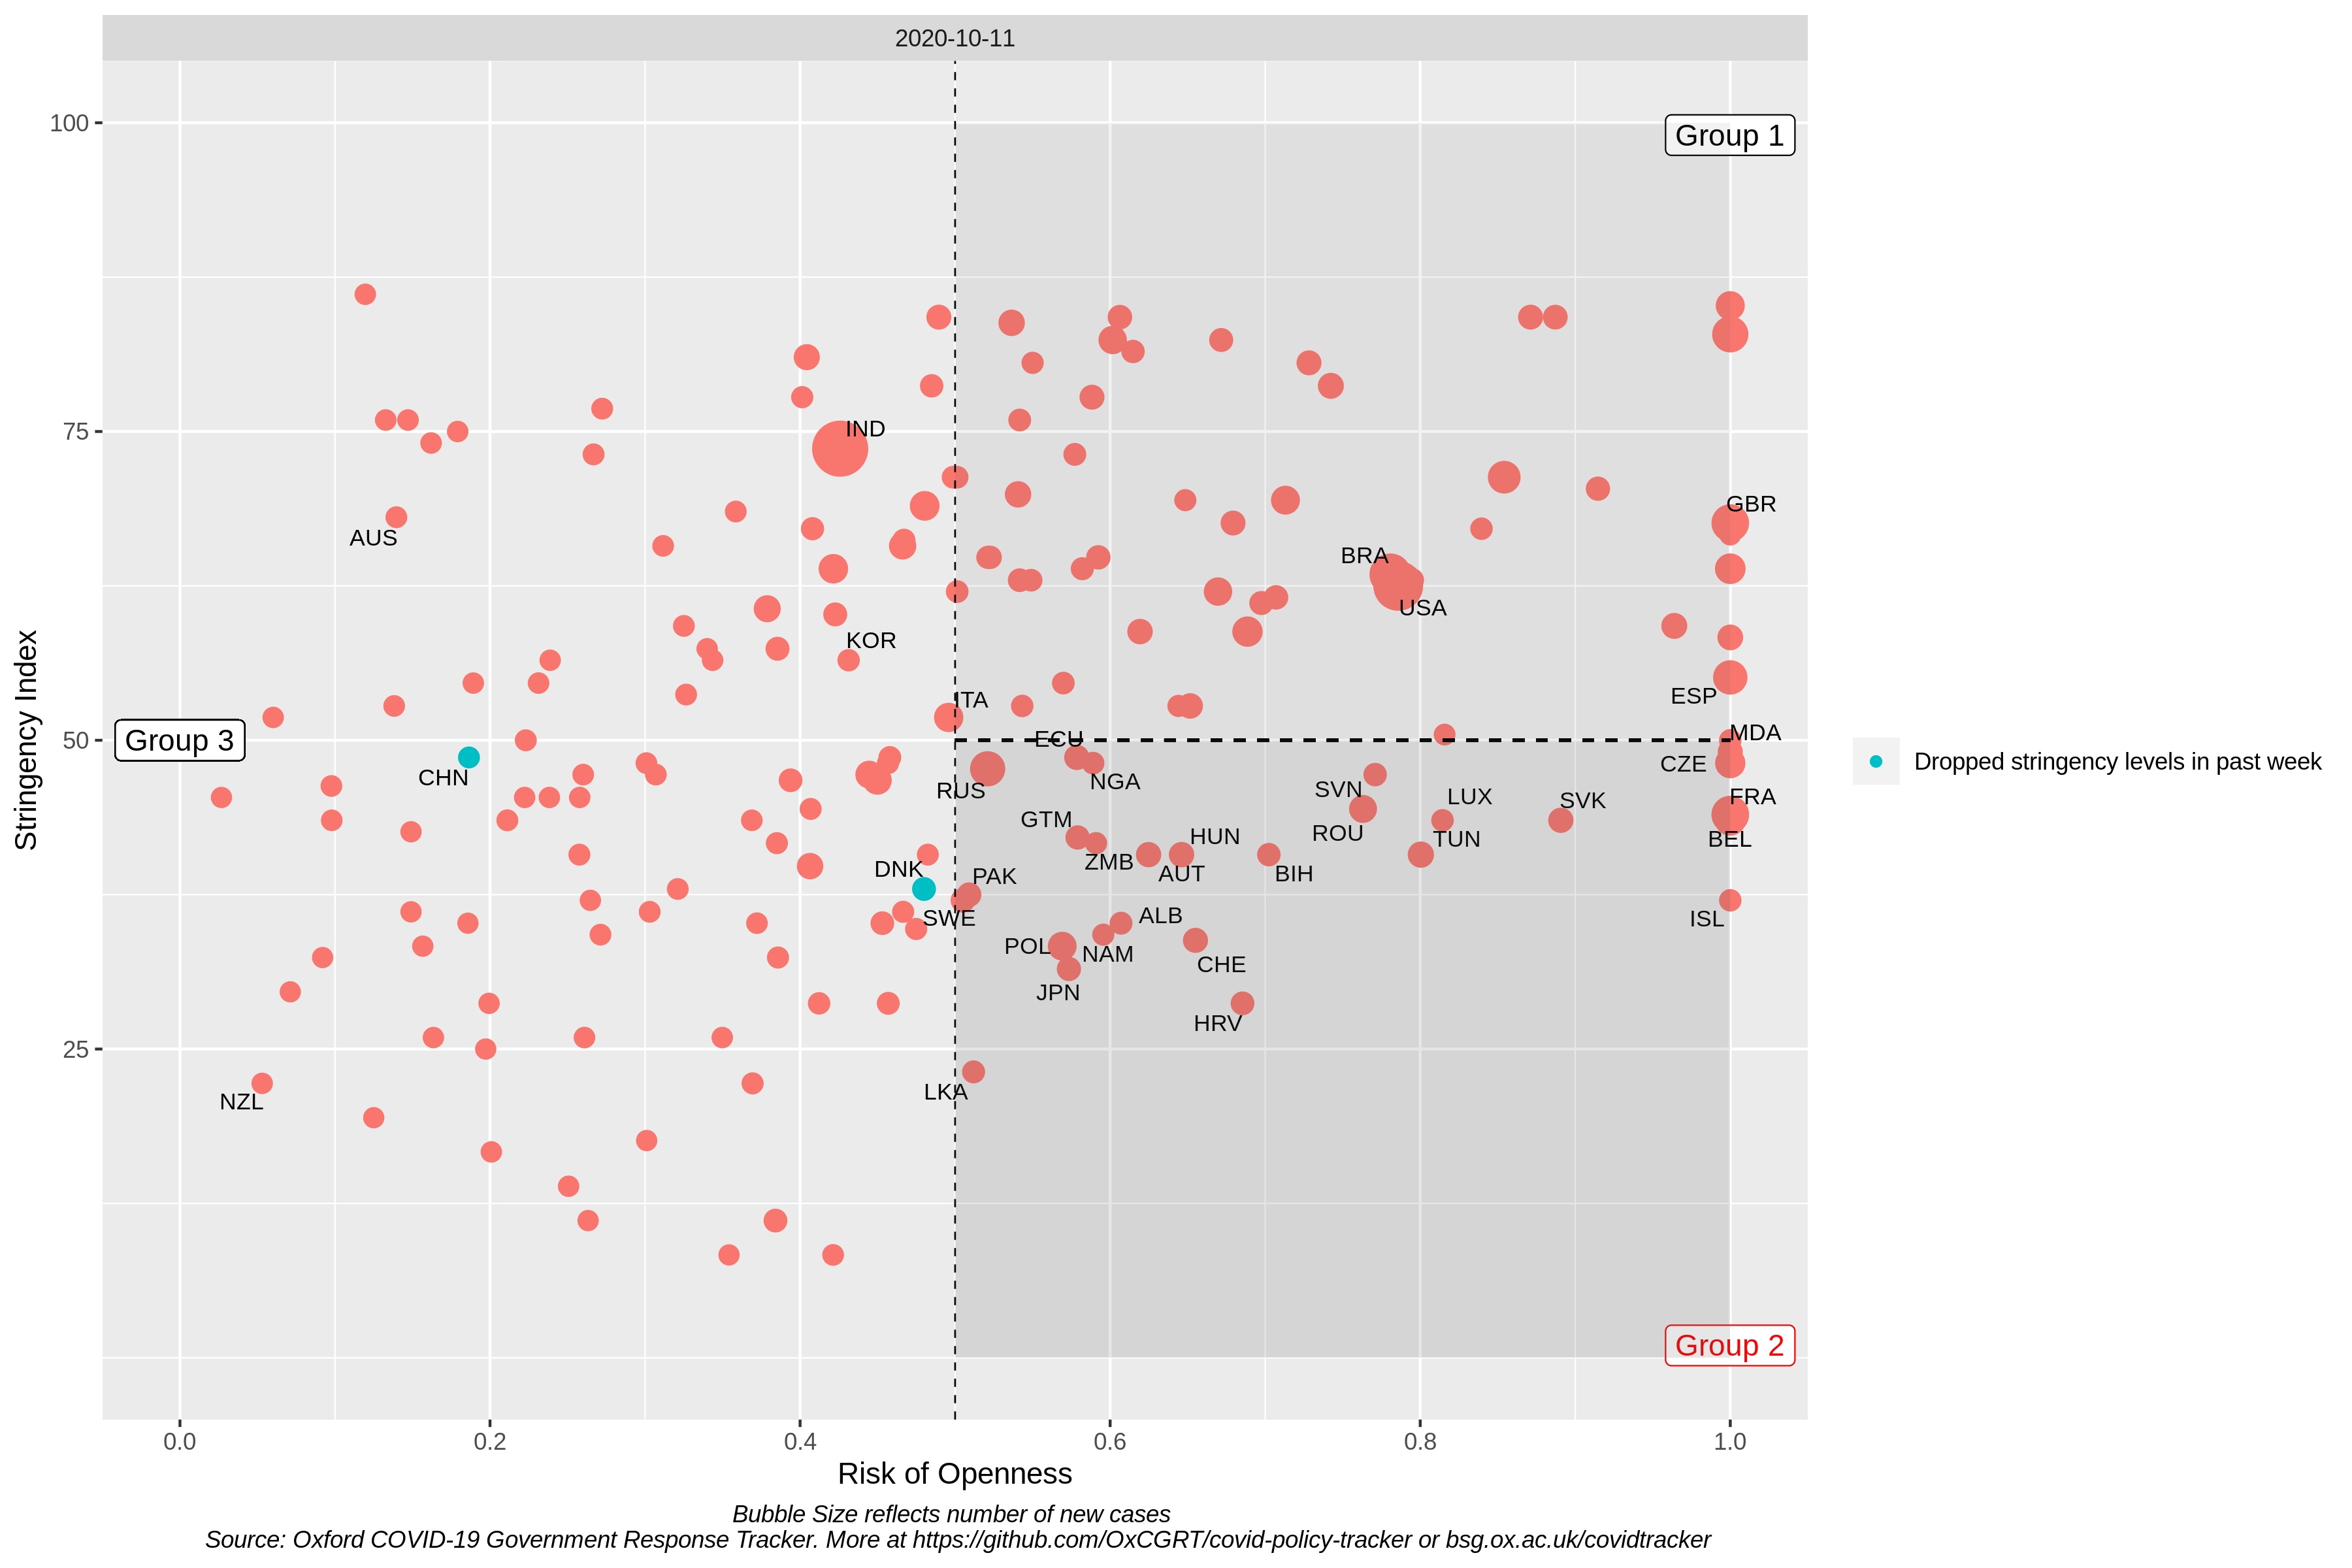 2020-10-11
100
Group 1
75
IND
GBR
AUS
BRA
USA
KOR
ITA
ESP
ECU
MDA
50
Group 3
CHN
CZE
Dropped stringency levels in past week
RUS
NGA
SVN
LUX
SVK
FRA
GTM
HUN
ROU
TUN
BEL
DNK
ZMB
AUT
BIH
PAK
SWE
ALB
ISL
POL
NAM
CHE
JPN
HRV
25
LKA
NZL
Group 2
Stringency Index
0.0
0.2
0.4
0.6
0.8
1.0
Risk of Openness
Bubble Size reflects number of new cases
Source: Oxford COVID-19 Government Response Tracker. More at https://github.com/OxCGRT/covid-policy-tracker or bsg.ox.ac.uk/covidtracker